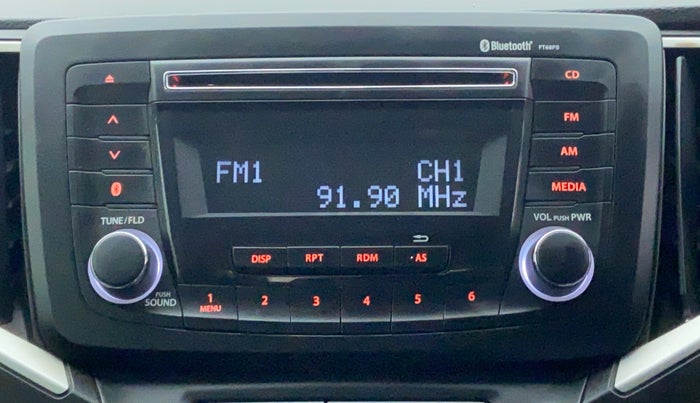 Bluetooth®
CD
FM
AM
MEDIA
FM1 CH1
91.90 MHz
TUNE/FLD
VOL PUSH PWR
DISP RPT RDM ·AS
PUSH
SOUND
1 2 3 4 5 6
MENU